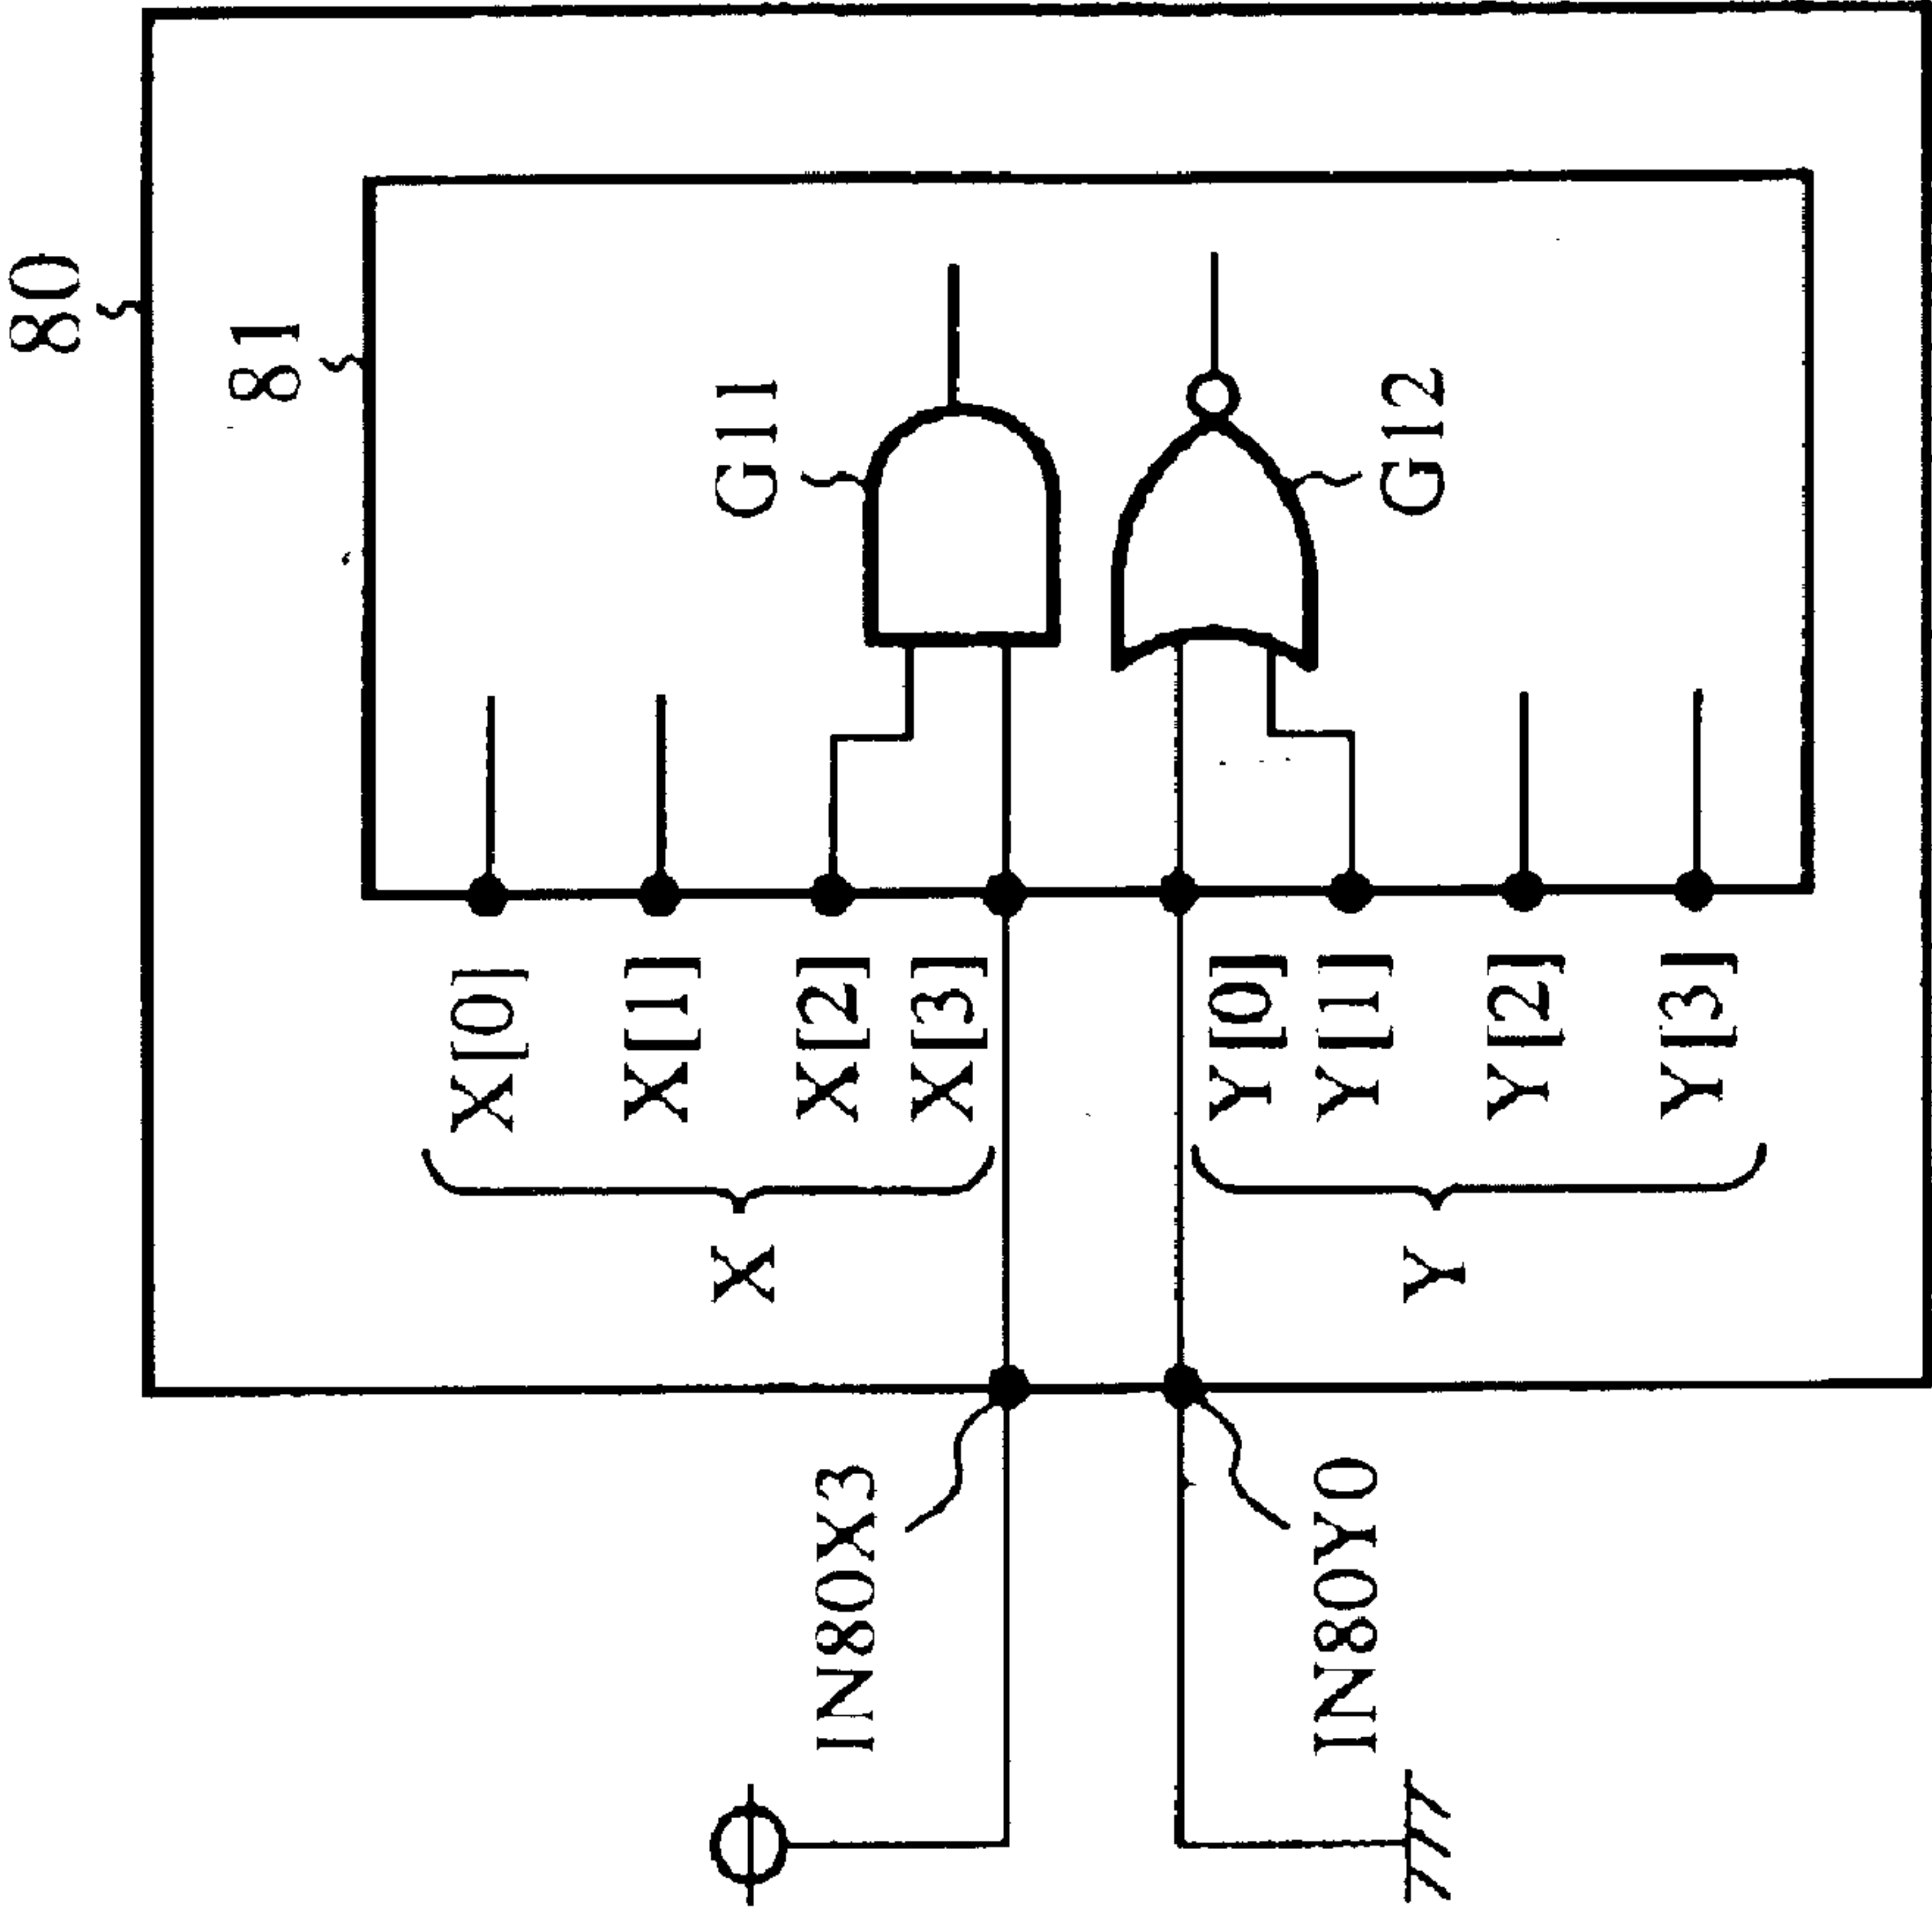 80
81
G11
G12
X[0]
X[1]
X[2]
X[3]
Y[0]
Y[1]
Y[2]
Y[3]
X
Y
IN80X3
IN80Y0